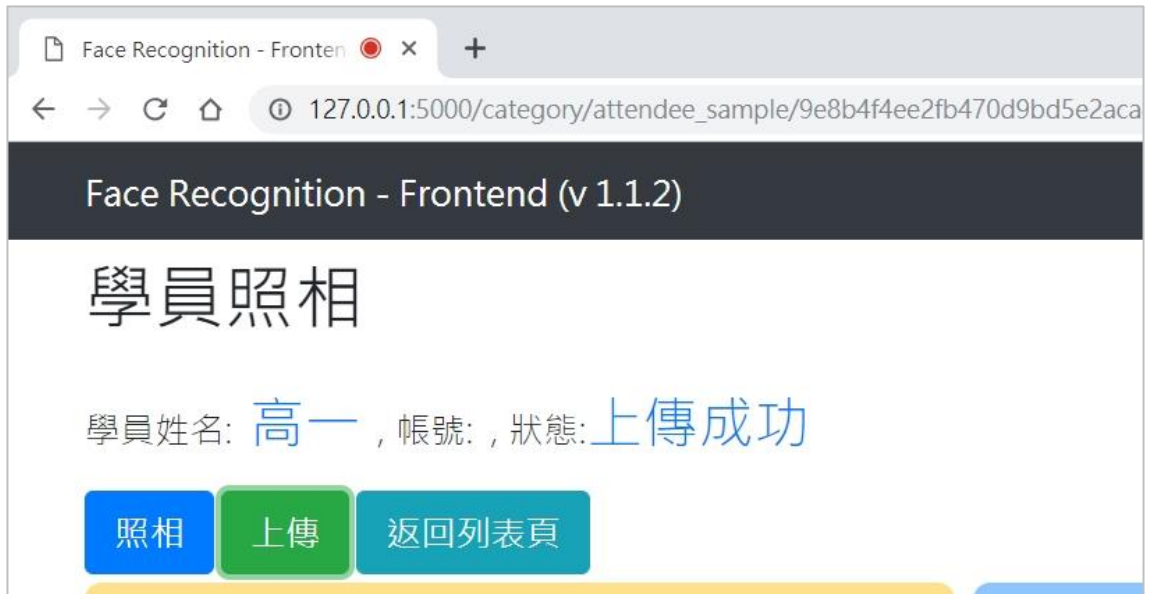 Face Recognition - Fronten
127.0.0.1:5000/category/attendee_sample/9e8b4f4ee2fb470d9bd5e2aca
Face Recognition - Frontend (v 1.1.2)
學員照相
學員姓名: 高一 , 帳號: , 狀態:上傳成功
照相 上傳 返回列表頁